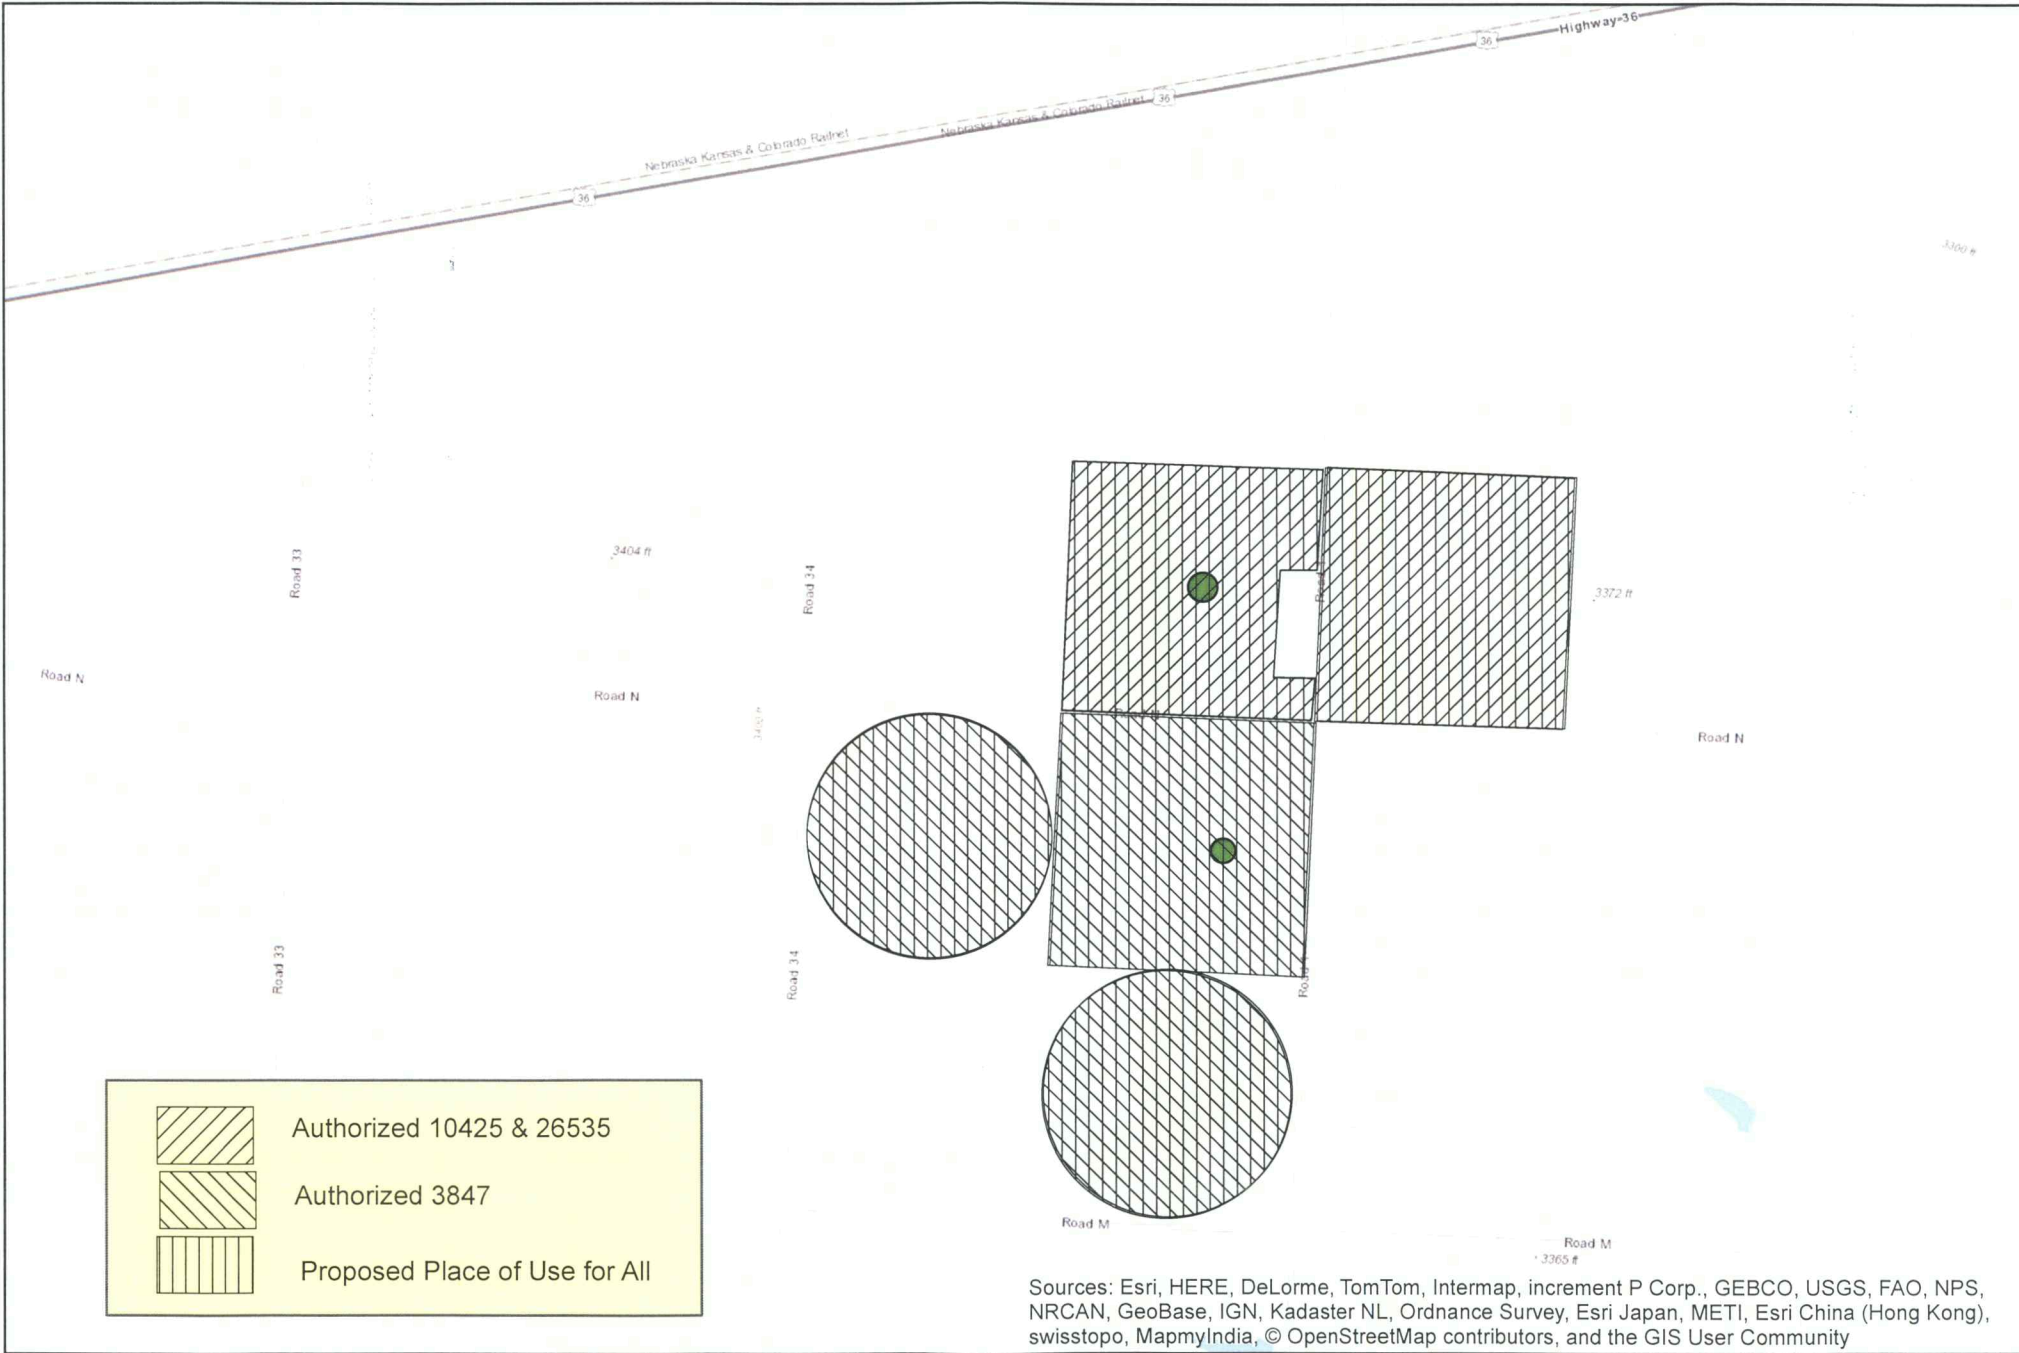 Highway 36
36
36
Nebraska Kansas & Colorado Railnet
Nebraska Kansas & Colorado Railnet
36
3360 ft
Road 33
3404 ft
Road 34
3372 ft
Road N
Road N
3400 ft
Road N
Road 33
Road 34
Road M
Road M
3365 ft
Authorized 10425 & 26535
Authorized 3847
Proposed Place of Use for All
Sources: Esri, HERE, DeLorme, TomTom, Intermap, increment P Corp., GEBCO, USGS, FAO, NPS,
NRCAN, GeoBase, IGN, Kadaster NL, Ordnance Survey, Esri Japan, METI, Esri China (Hong Kong),
swisstopo, MapmyIndia, © OpenStreetMap contributors, and the GIS User Community